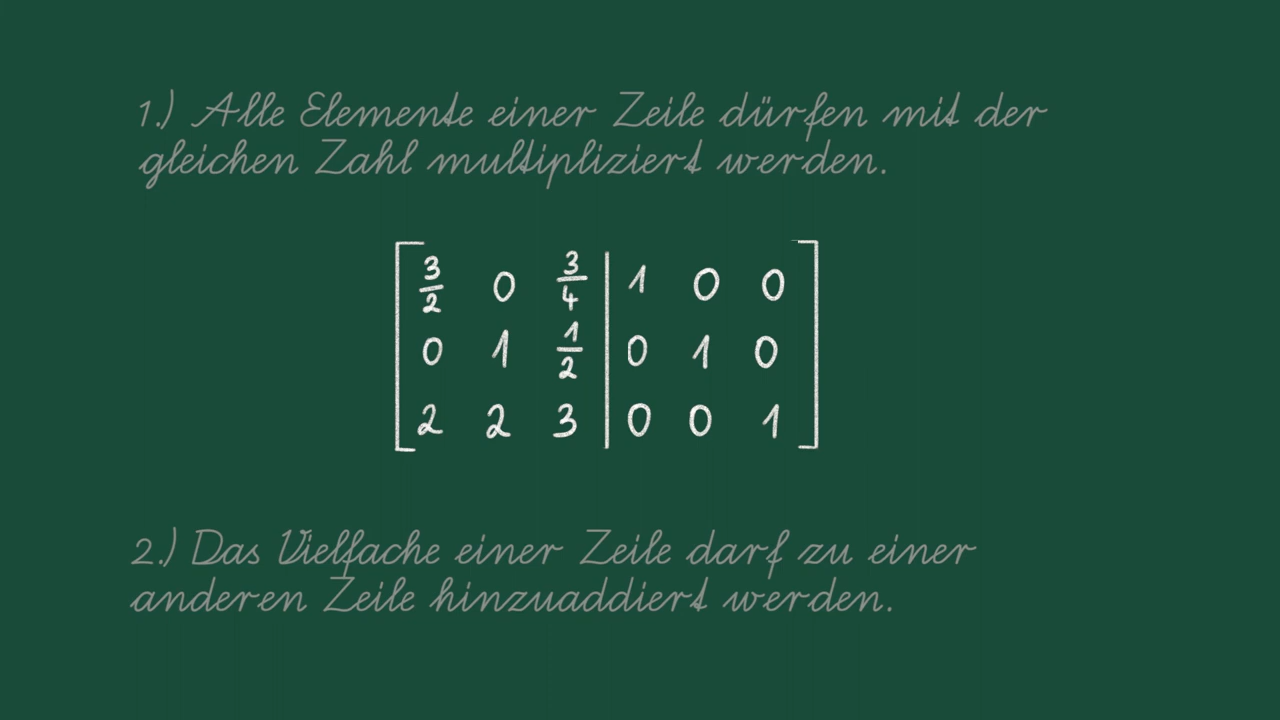 1.) Alle Elemente einer Zeile dürfen mit der
gleichen Zahl multipliziert werden.
3/2 0 3/4 | 1 0 0
0 1 1/2 | 0 1 0
2 2 3 | 0 0 1
2.) Das Vielfache einer Zeile darf zu einer
anderen Zeile hinzuaddiert werden.